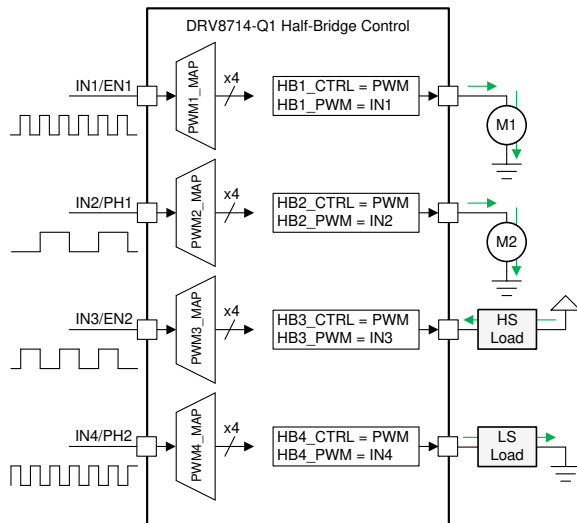 DRV8714-Q1 Half-Bridge Control
IN1/EN1
PWM1_MAP
x4
HB1_CTRL = PWM
HB1_PWM = IN1
M1
IN2/PH1
PWM2_MAP
x4
HB2_CTRL = PWM
HB2_PWM = IN2
M2
IN3/EN2
PWM3_MAP
x4
HB3_CTRL = PWM
HB3_PWM = IN3
HS
Load
IN4/PH2
PWM4_MAP
x4
HB4_CTRL = PWM
HB4_PWM = IN4
LS
Load